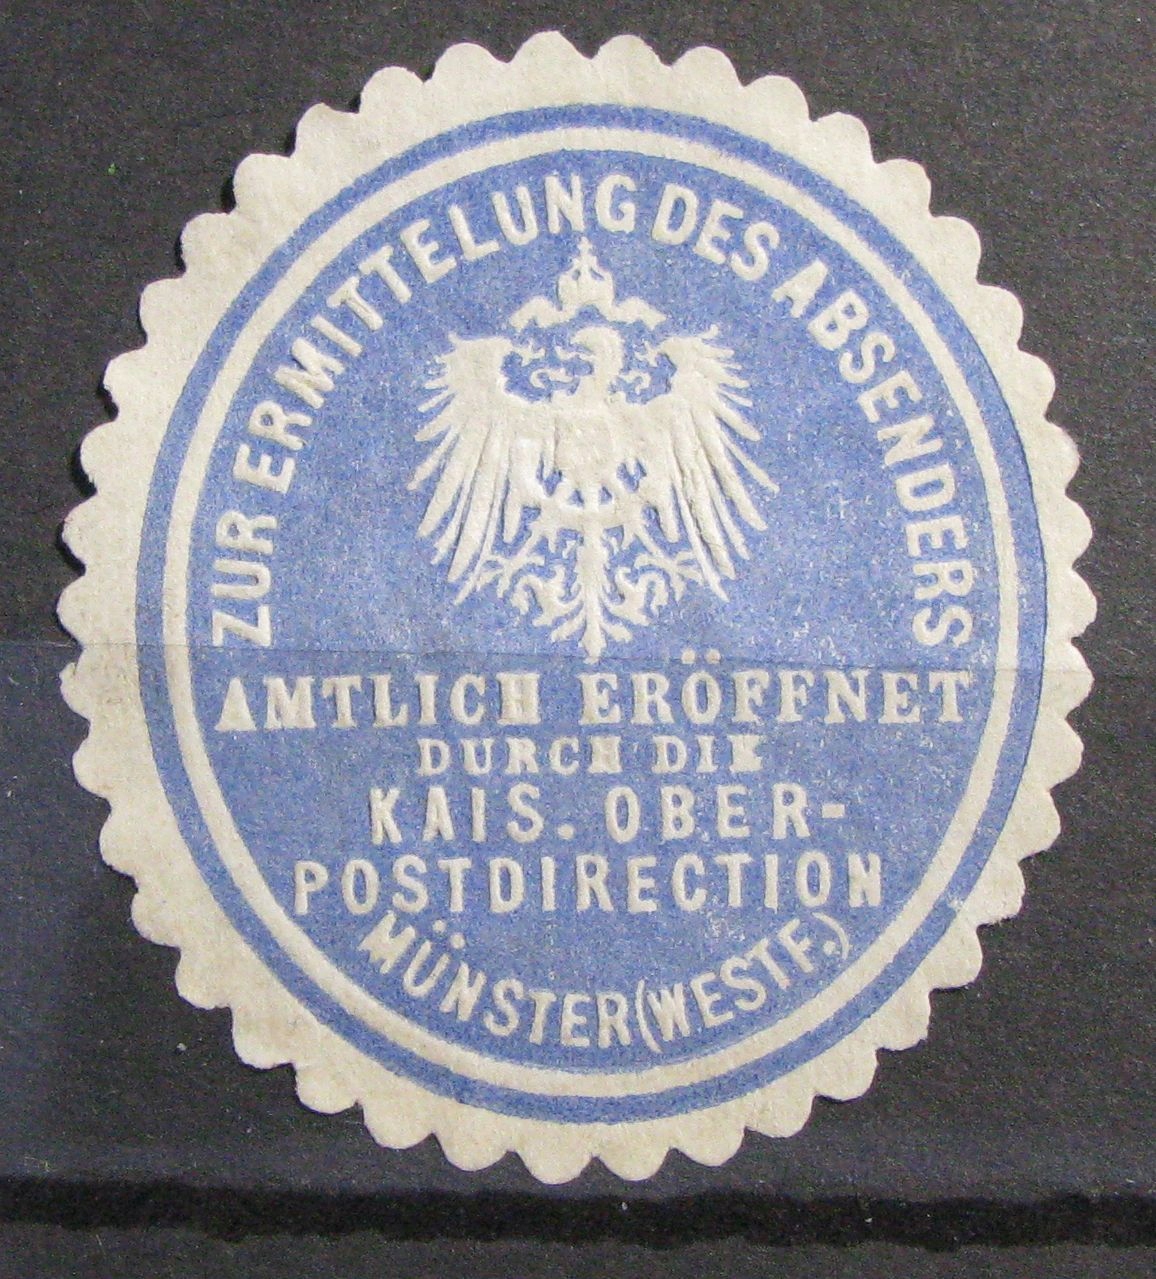 ZUR ERMITTELUNG DES ABSENDERS
AMTLICH ERÖFFNET
DURCH DIE
KAIS. OBER-
POSTDIRECTION
MÜNSTER (WESTF.)